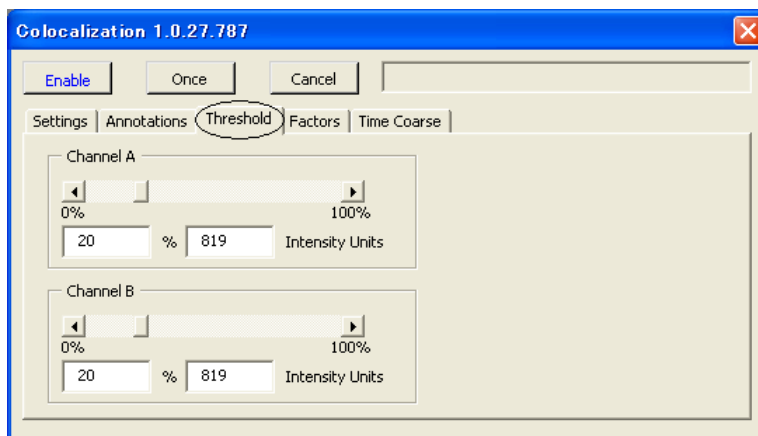 Colocalization 1.0.27.787
Enable Once Cancel
Settings Annotations Threshold Factors Time Coarse
Channel A
0% 100%
20 % 819 Intensity Units
Channel B
0% 100%
20 % 819 Intensity Units